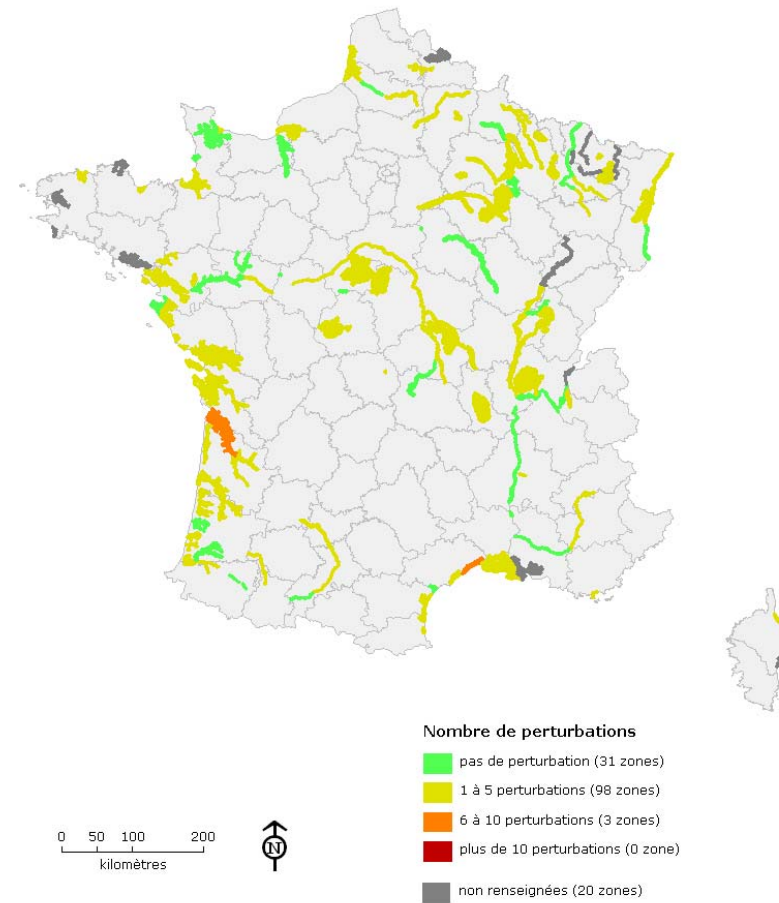 Nombre de perturbations
pas de perturbation (31 zones)
1 à 5 perturbations (98 zones)
6 à 10 perturbations (3 zones)
plus de 10 perturbations (0 zone)
non renseignées (20 zones)
0 50 100 200
kilomètres
N